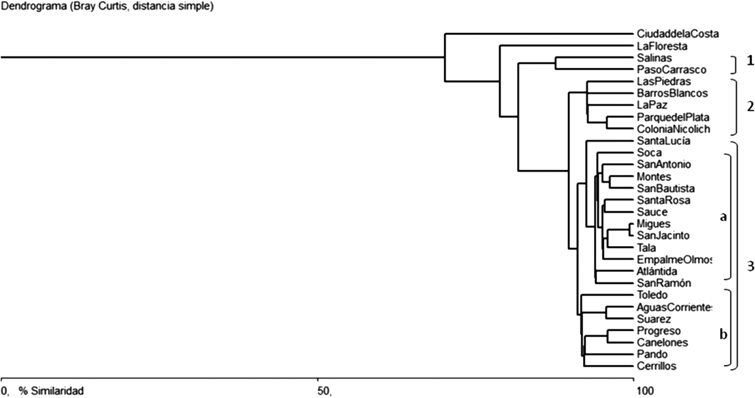 Dendrograma (Bray Curtis, distancia simple)
CiudaddelaCosta
LaFloresta
Salinas
PasoCarrasco
1
LasPiedras
BarrosBlancos
LaPaz
ParquedelPlata
ColoniaNicolich
2
SantaLucía
Soca
SanAntonio
Montes
SanBautista
SantaRosa
Sauce
a
Migues
SanJacinto
Tala
EmpalmeOlmos
3
Atlántida
SanRamón
Toledo
AguasCorrientes
Suarez
b
Progreso
Canelones
Pando
Cerrillos
0, % Similaridad 50, 100